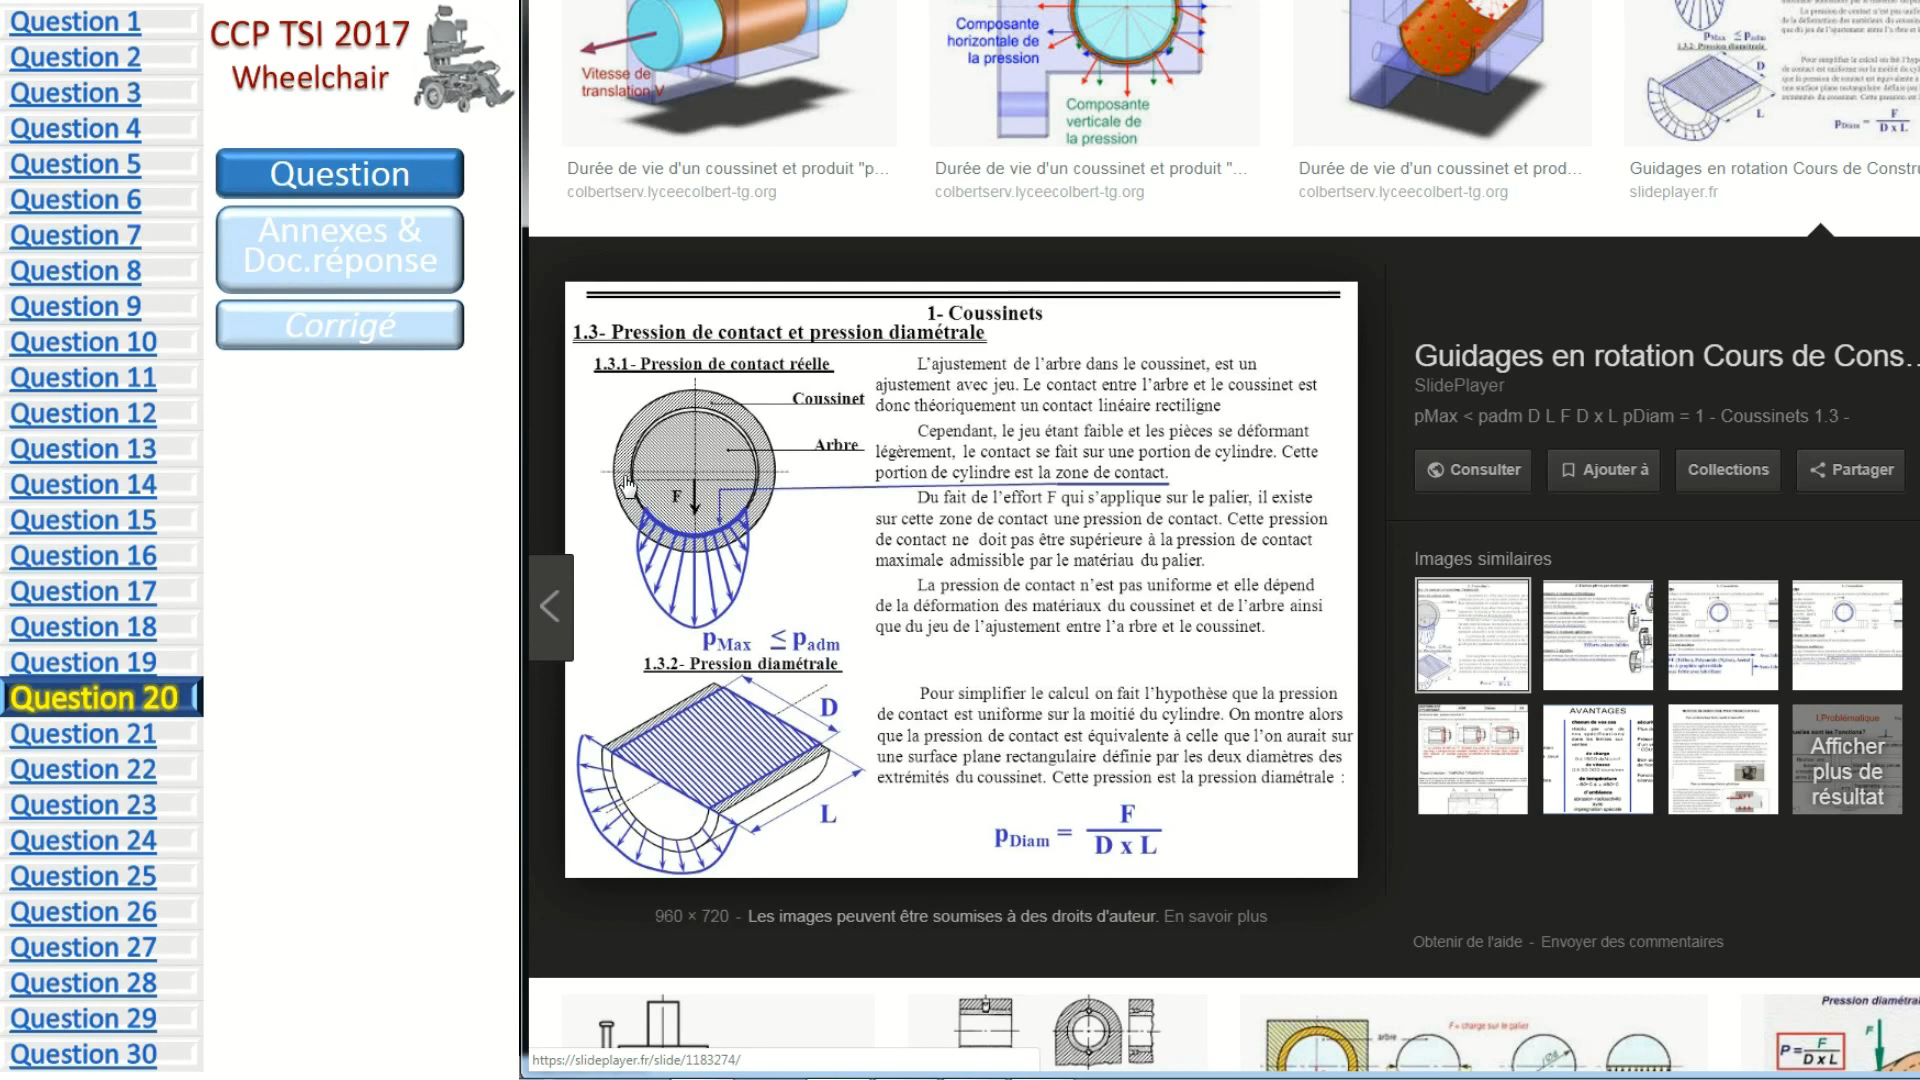 Question 1
Question 2
Question 3
Question 4
Question 5
Question 6
Question 7
Question 8
Question 9
Question 10
Question 11
Question 12
Question 13
Question 14
Question 15
Question 16
Question 17
Question 18
Question 19
Question 20
Question 21
Question 22
Question 23
Question 24
Question 25
Question 26
Question 27
Question 28
Question 29
Question 30
CCP TSI 2017
Wheelchair
Question
Annexes &
Doc.réponse
Corrigé
Vitesse de
translation V
Composante
horizontale de
la pression
Composante
verticale de
la pression
pMax ≤ padm
1.3.2- Pression diamétrale
D
L
pDiam = F
D x L
Durée de vie d'un coussinet et produit "p...
colbertserv.lyceecolbert-tg.org
Durée de vie d'un coussinet et produit "...
colbertserv.lyceecolbert-tg.org
Durée de vie d'un coussinet et prod...
colbertserv.lyceecolbert-tg.org
Guidages en rotation Cours de Constru
slideplayer.fr
1- Coussinets
1.3- Pression de contact et pression diamétrale
1.3.1- Pression de contact réelle
Coussinet
Arbre
F
L'ajustement de l'arbre dans le coussinet, est un
ajustement avec jeu. Le contact entre l'arbre et le coussinet est
donc théoriquement un contact linéaire rectiligne
Cependant, le jeu étant faible et les pièces se déformant
légèrement, le contact se fait sur une portion de cylindre. Cette
portion de cylindre est la zone de contact.
Du fait de l'effort F qui s'applique sur le palier, il existe
sur cette zone de contact une pression de contact. Cette pression
de contact ne doit pas être supérieure à la pression de contact
maximale admissible par le matériau du palier.
La pression de contact n'est pas uniforme et elle dépend
de la déformation des matériaux du coussinet et de l'arbre ainsi
que du jeu de l'ajustement entre l'a rbre et le coussinet.
pMax ≤ padm
1.3.2- Pression diamétrale
D
L
Pour simplifier le calcul on fait l'hypothèse que la pression
de contact est uniforme sur la moitié du cylindre. On montre alors
que la pression de contact est équivalente à celle que l'on aurait sur
une surface plane rectangulaire définie par les deux diamètres des
extrémités du coussinet. Cette pression est la pression diamétrale :
pDiam = F
D x L
960 × 720 - Les images peuvent être soumises à des droits d'auteur. En savoir plus
Guidages en rotation Cours de Cons...
SlidePlayer
pMax < padm D L F D x L pDiam = 1 - Coussinets 1.3 -
Consulter
Ajouter à
Collections
Partager
Images similaires
AVANTAGES
I.Problématique
Afficher
plus de
résultat
Obtenir de l'aide - Envoyer des commentaires
F = charge sur le palier
arbre
Pression diamétra
P = F
D x L
F
https://slideplayer.fr/slide/1183274/